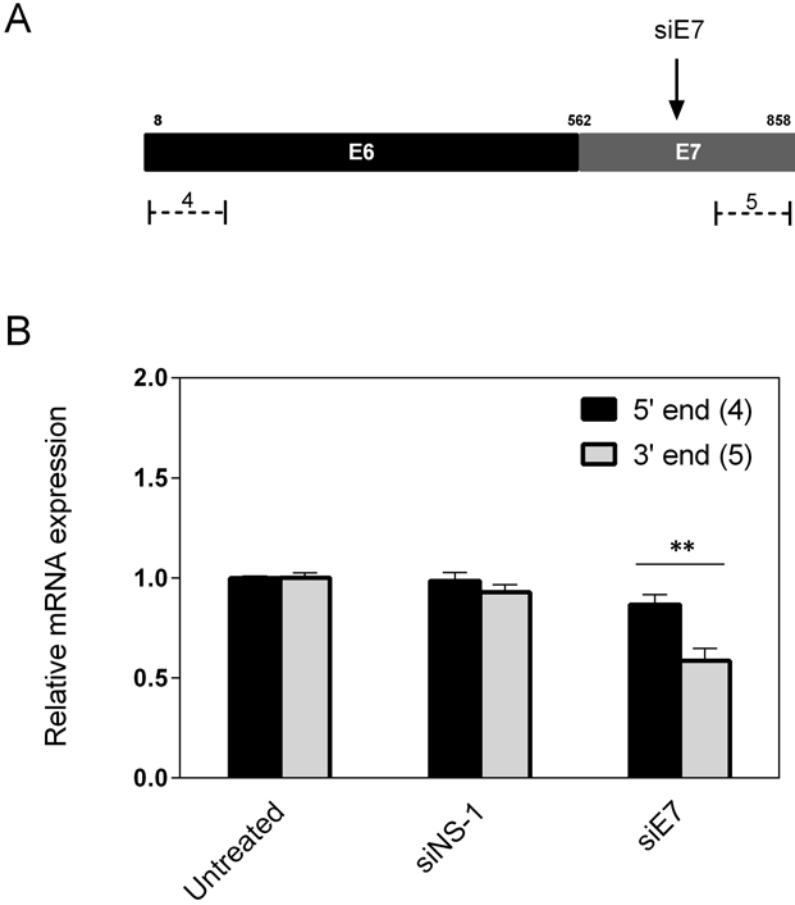 A
siE7
8 562 858
E6 E7
4 5
B
Relative mRNA expression
2.0
1.5
1.0
0.5
0.0
5' end (4)
3' end (5)
**
Untreated siNS-1 siE7